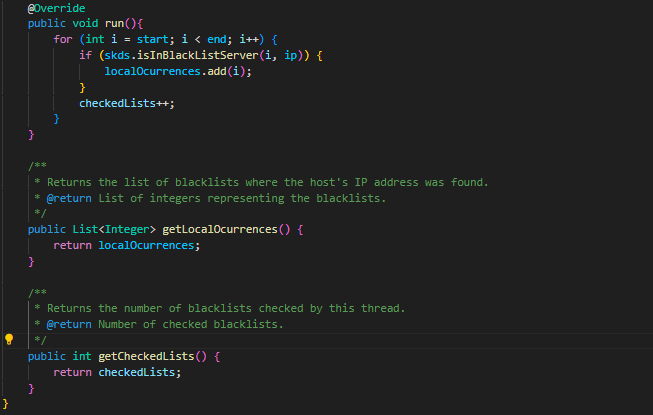 @Override
public void run(){
for (int i = start; i < end; i++) {
if (skds.isInBlackListServer(i, ip)) {
localOcurrences.add(i);
}
checkedLists++;
}
}
/**
* Returns the list of blacklists where the host's IP address was found.
* @return List of integers representing the blacklists.
*/
public List<Integer> getLocalOcurrences() {
return localOcurrences;
}
/**
* Returns the number of blacklists checked by this thread.
* @return Number of checked blacklists.
*/
public int getCheckedLists() {
return checkedLists;
}
}